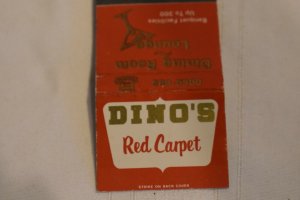 Banquet Facilities
Up To 300
Lounge
Dining Room
DINO'S
Red Carpet
STRIKE ON BACK COVER